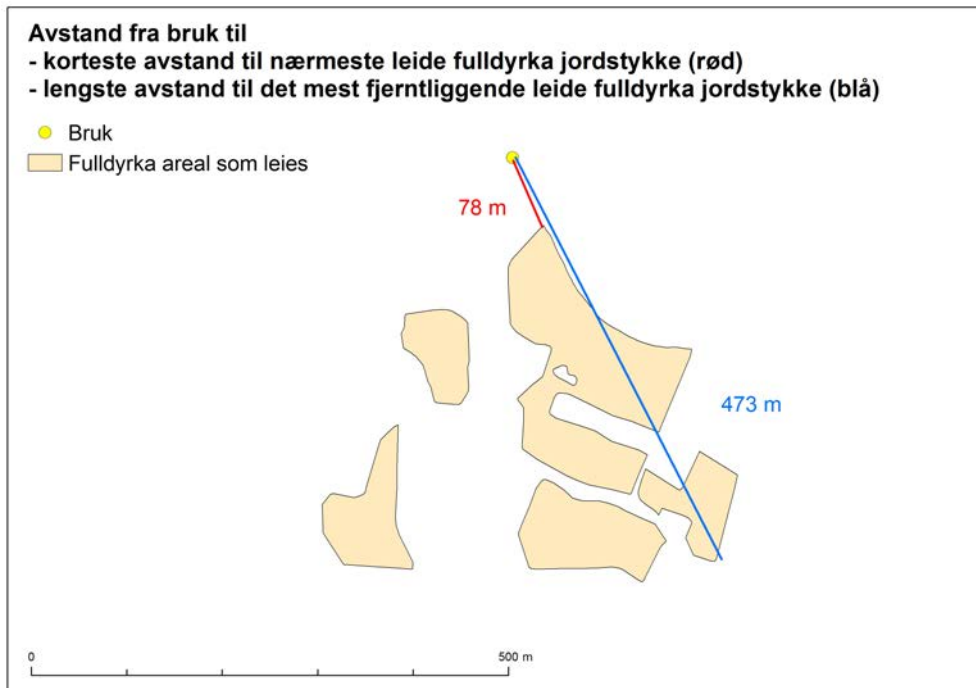 Avstand fra bruk til
- korteste avstand til nærmeste leide fulldyrka jordstykke (rød)
- lengste avstand til det mest fjerntliggende leide fulldyrka jordstykke (blå)
Bruk
Fulldyrka areal som leies
78 m
473 m
0
500 m